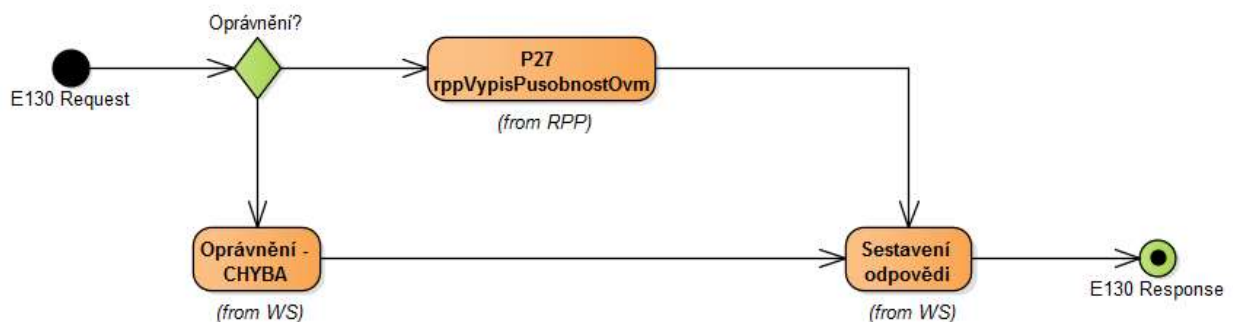 Oprávnění?
E130 Request
P27
rppVypisPusobnostOvm
(from RPP)
Oprávnění -
CHYBA
(from WS)
Sestavení
odpovědi
(from WS)
E130 Response